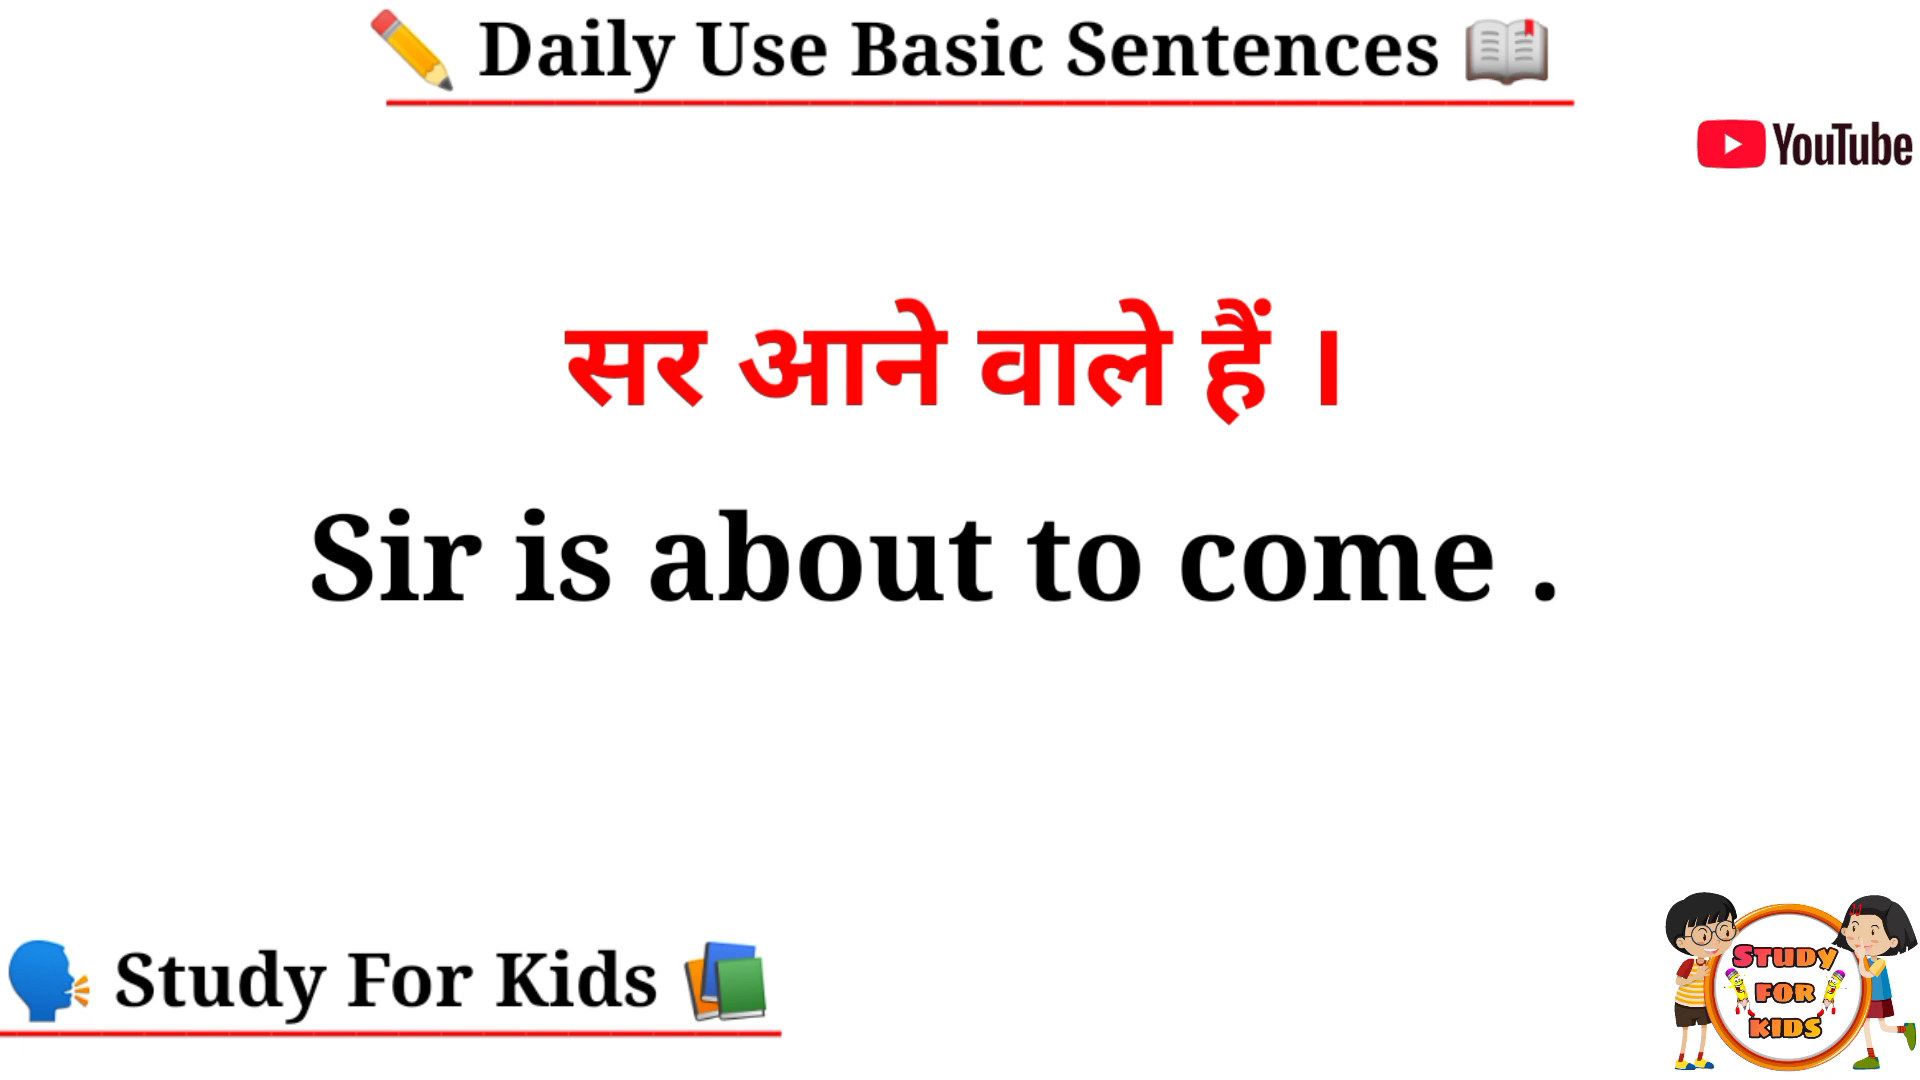 ✏️ Daily Use Basic Sentences 📖
YouTube
सर आने वाले हैं ।
Sir is about to come .
🗣️ Study For Kids 📚
STUDY
FOR
KIDS